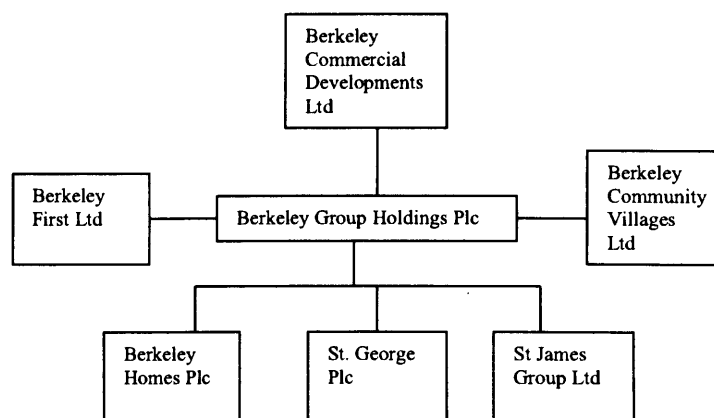 Berkeley
Commercial
Developments
Ltd
Berkeley
First Ltd
Berkeley Group Holdings Plc
Berkeley
Community
Villages
Ltd
Berkeley
Homes Plc
St. George
Plc
St James
Group Ltd